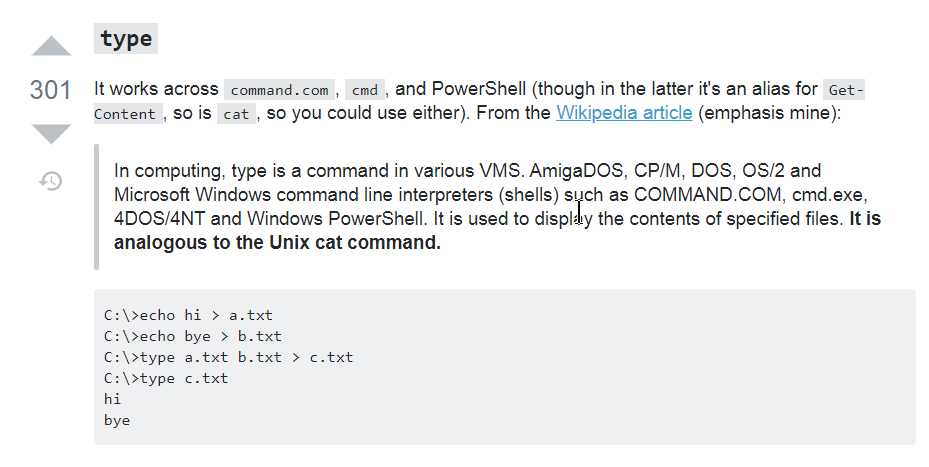 type
301
It works across command.com, cmd, and PowerShell (though in the latter it's an alias for Get-
Content, so is cat, so you could use either). From the Wikipedia article (emphasis mine):
In computing, type is a command in various VMS. AmigaDOS, CP/M, DOS, OS/2 and
Microsoft Windows command line interpreters (shells) such as COMMAND.COM, cmd.exe,
4DOS/4NT and Windows PowerShell. It is used to display the contents of specified files. It is
analogous to the Unix cat command.
C:\>echo hi > a.txt
C:\>echo bye > b.txt
C:\>type a.txt b.txt > c.txt
C:\>type c.txt
hi
bye